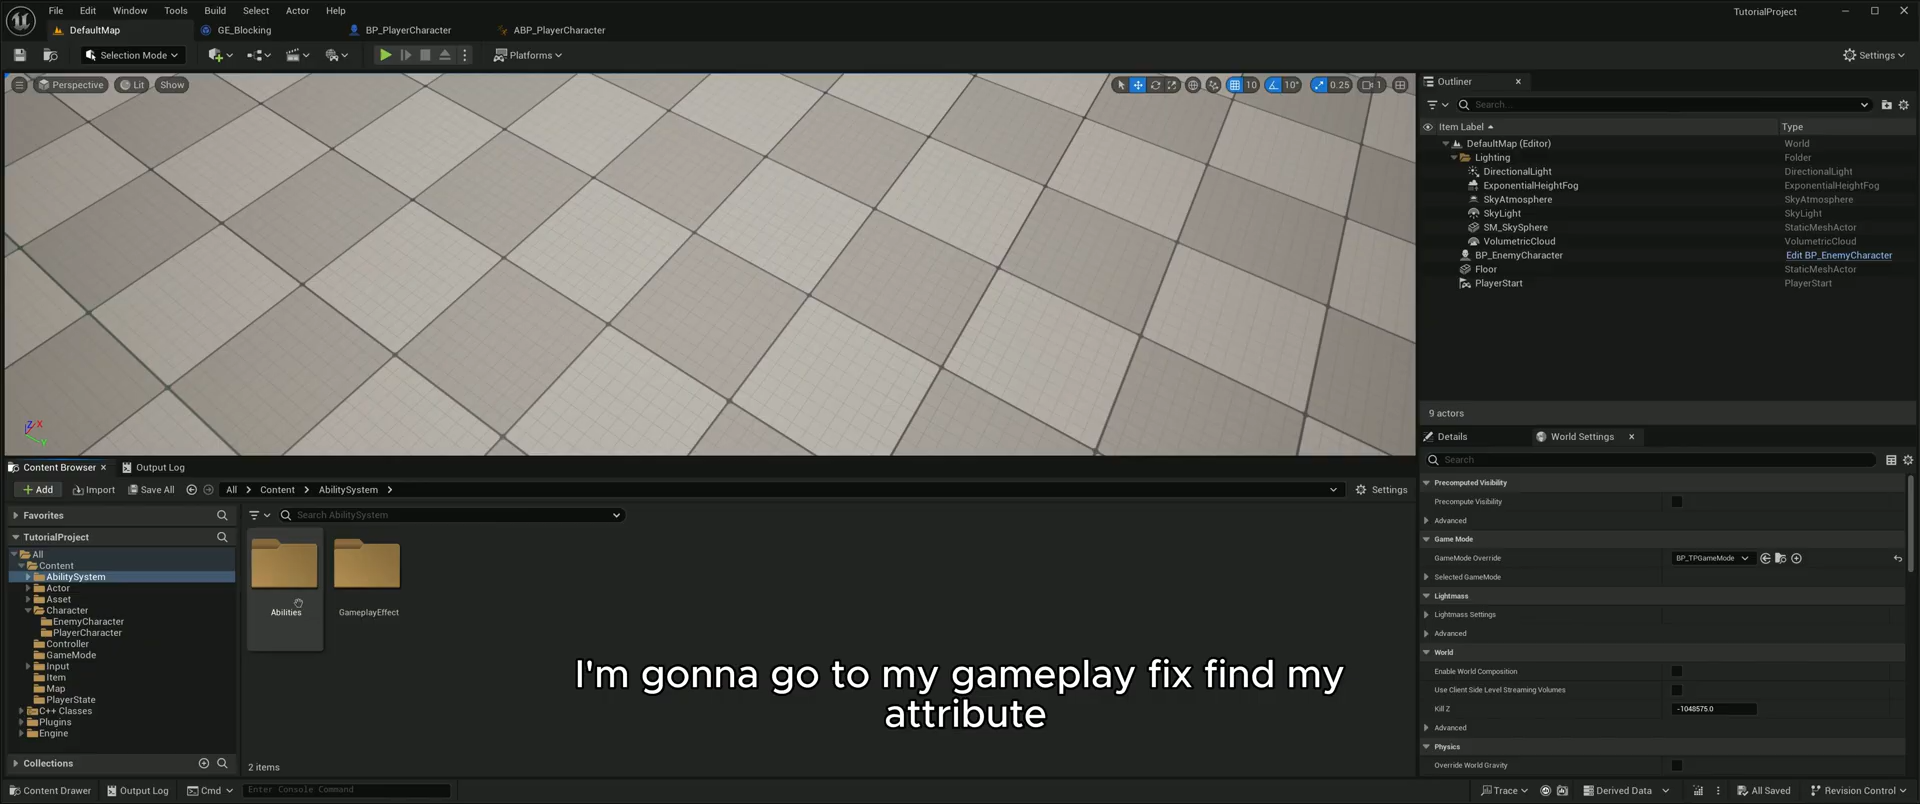 File Edit Window Tools Build Select Actor Help
TutorialProject
DefaultMap GE_Blocking BP_PlayerCharacter ABP_PlayerCharacter
Selection Mode Platforms Settings
Perspective Lit Show 10 10° 0.25 1
Outliner
Search...
Item Label Type
DefaultMap (Editor) World
Lighting Folder
DirectionalLight DirectionalLight
ExponentialHeightFog ExponentialHeightFog
SkyAtmosphere SkyAtmosphere
SkyLight SkyLight
SM_SkySphere StaticMeshActor
VolumetricCloud VolumetricCloud
BP_EnemyCharacter Edit BP_EnemyCharacter
Floor StaticMeshActor
PlayerStart PlayerStart
9 actors
Z X
Y
Content Browser Output Log
Add Import Save All All Content AbilitySystem Settings
Favorites
Search AbilitySystem
TutorialProject
All
Content
AbilitySystem
Actor
Asset
Character
EnemyCharacter
PlayerCharacter
Controller
GameMode
Input
Item
Map
PlayerState
C++ Classes
Plugins
Engine
Collections
Abilities GameplayEffect
2 items
I'm gonna go to my gameplay fix find my
attribute
Details World Settings
Search
Precomputed Visibility
Precompute Visibility
Advanced
Game Mode
GameMode Override BP_TPGameMode
Selected GameMode
Lightmass
Lightmass Settings
Advanced
World
Enable World Composition
Use Client Side Level Streaming Volumes
Kill Z -1048575.0
Advanced
Physics
Override World Gravity
Content Drawer Output Log Cmd Enter Console Command
Trace Derived Data All Saved Revision Control